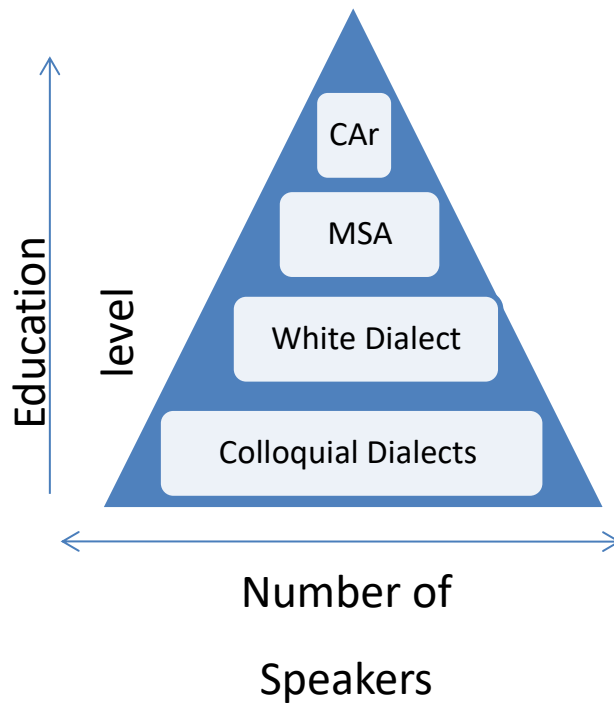 CAr
MSA
White Dialect
Colloquial Dialects
Education
level
Number of
Speakers